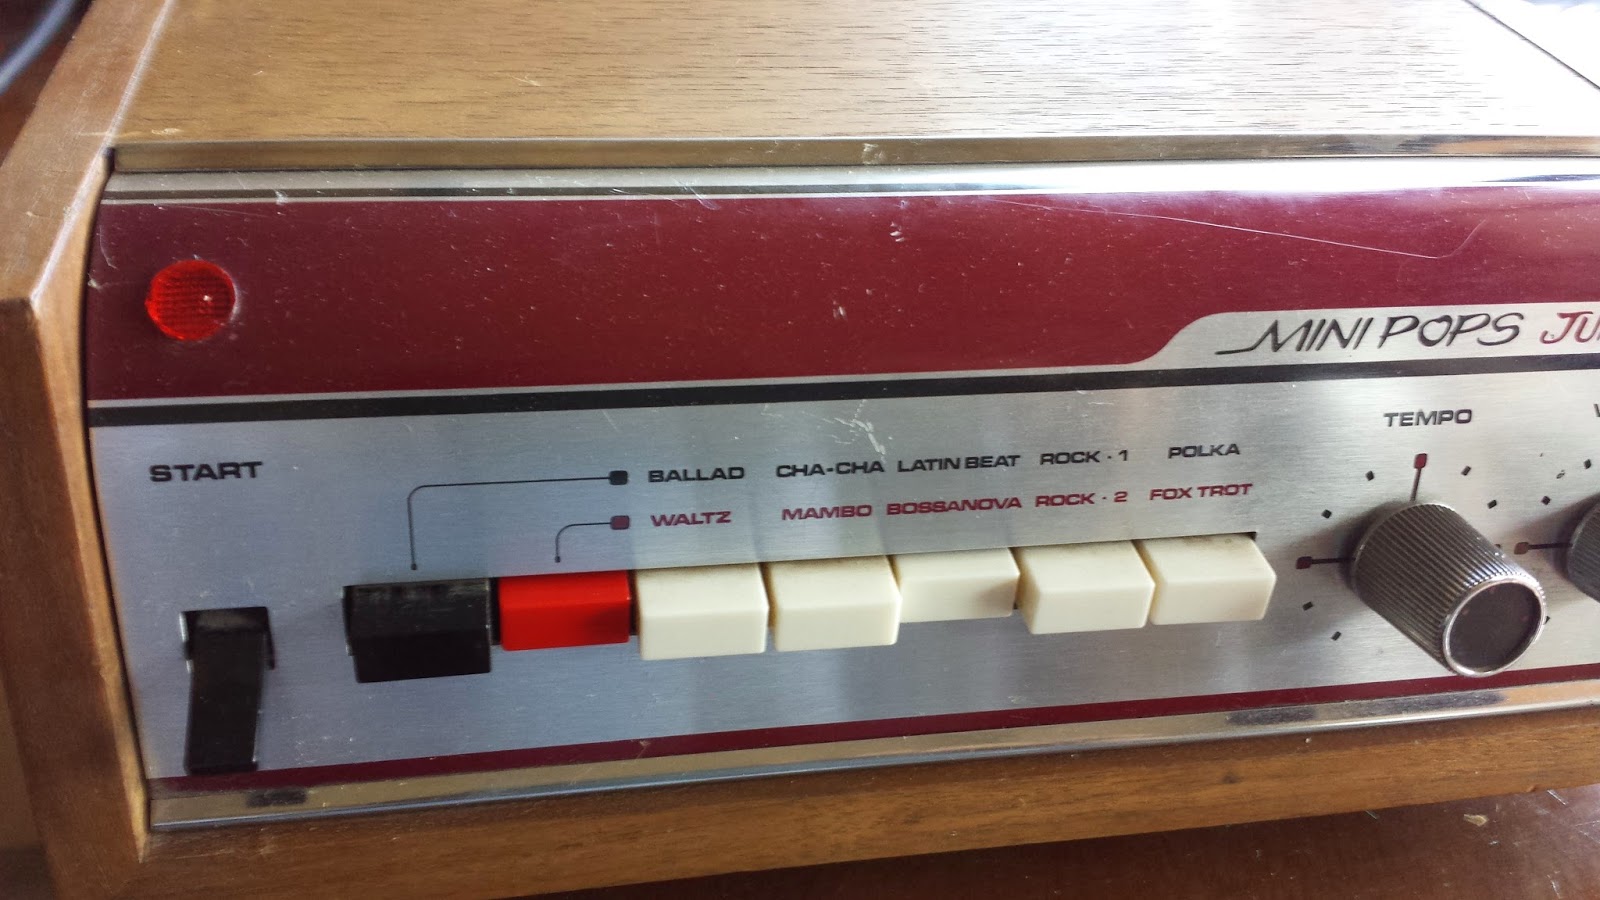 MINI POPS
START
TEMPO
BALLAD CHA-CHA LATIN BEAT ROCK · 1 POLKA
WALTZ MAMBO BOSSANOVA ROCK · 2 FOX TROT